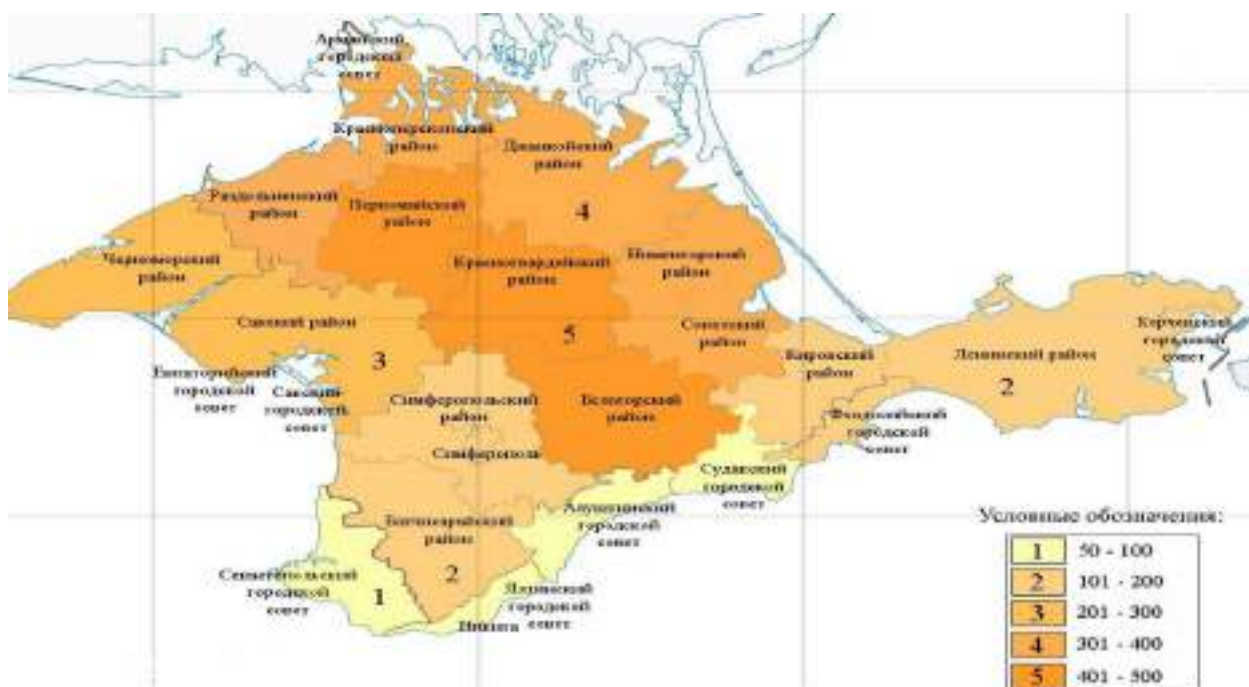 Армянский
городской
совет
Красноперекопский
район
Джанкойский
район
Раздольненский
район
Первомайский
район
4
Черноморский
район
Красногвардейский
район
Нижнегорский
район
Сакский район
3
5
Советский
район
Кировский
район
Ленинский район
2
Керченский
городской
совет
Евпаторийский
городской
совет
Сакский
городской
совет
Симферопольский
район
Белогорский
район
Феодосийский
городской
совет
Симферополь
Судакский
городской
совет
Алуштинский
городской
совет
Бахчисарайский
район
2
Севастопольский
городской
совет
1
Ялтинский
городской
совет
Никита
Условные обозначения:
1 50 - 100
2 101 - 200
3 201 - 300
4 301 - 400
5 401 - 500